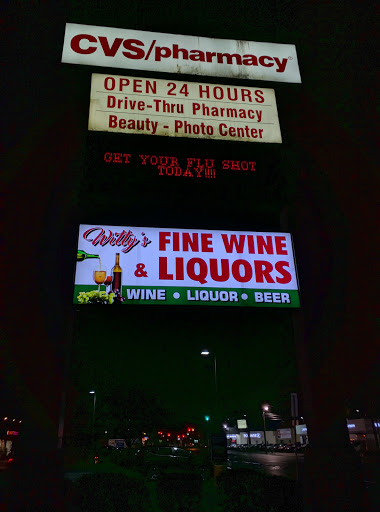 CVS/pharmacy
OPEN 24 HOURS
Drive-Thru Pharmacy
Beauty - Photo Center
GET YOUR FLU SHOT
TODAY!!!!
Willy's FINE WINE
& LIQUORS
WINE • LIQUOR • BEER